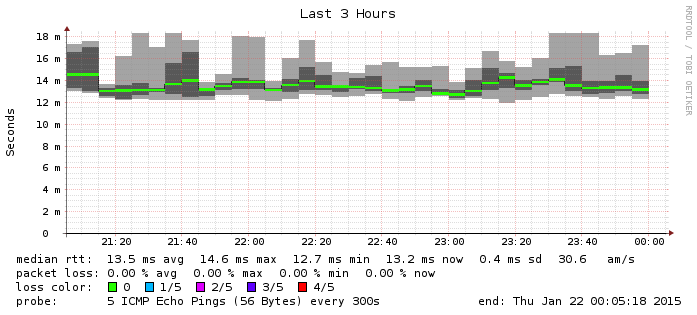 Last 3 Hours
RRDTOOL / TOBI OETIKER
Seconds
18 m
16 m
14 m
12 m
10 m
8 m
6 m
4 m
2 m
0
21:20 21:40 22:00 22:20 22:40 23:00 23:20 23:40 00:00
median rtt: 13.5 ms avg 14.6 ms max 12.7 ms min 13.2 ms now 0.4 ms sd 30.6 am/s
packet loss: 0.00 % avg 0.00 % max 0.00 % min 0.00 % now
loss color: 0 1/5 2/5 3/5 4/5
probe: 5 ICMP Echo Pings (56 Bytes) every 300s end: Thu Jan 22 00:05:18 2015